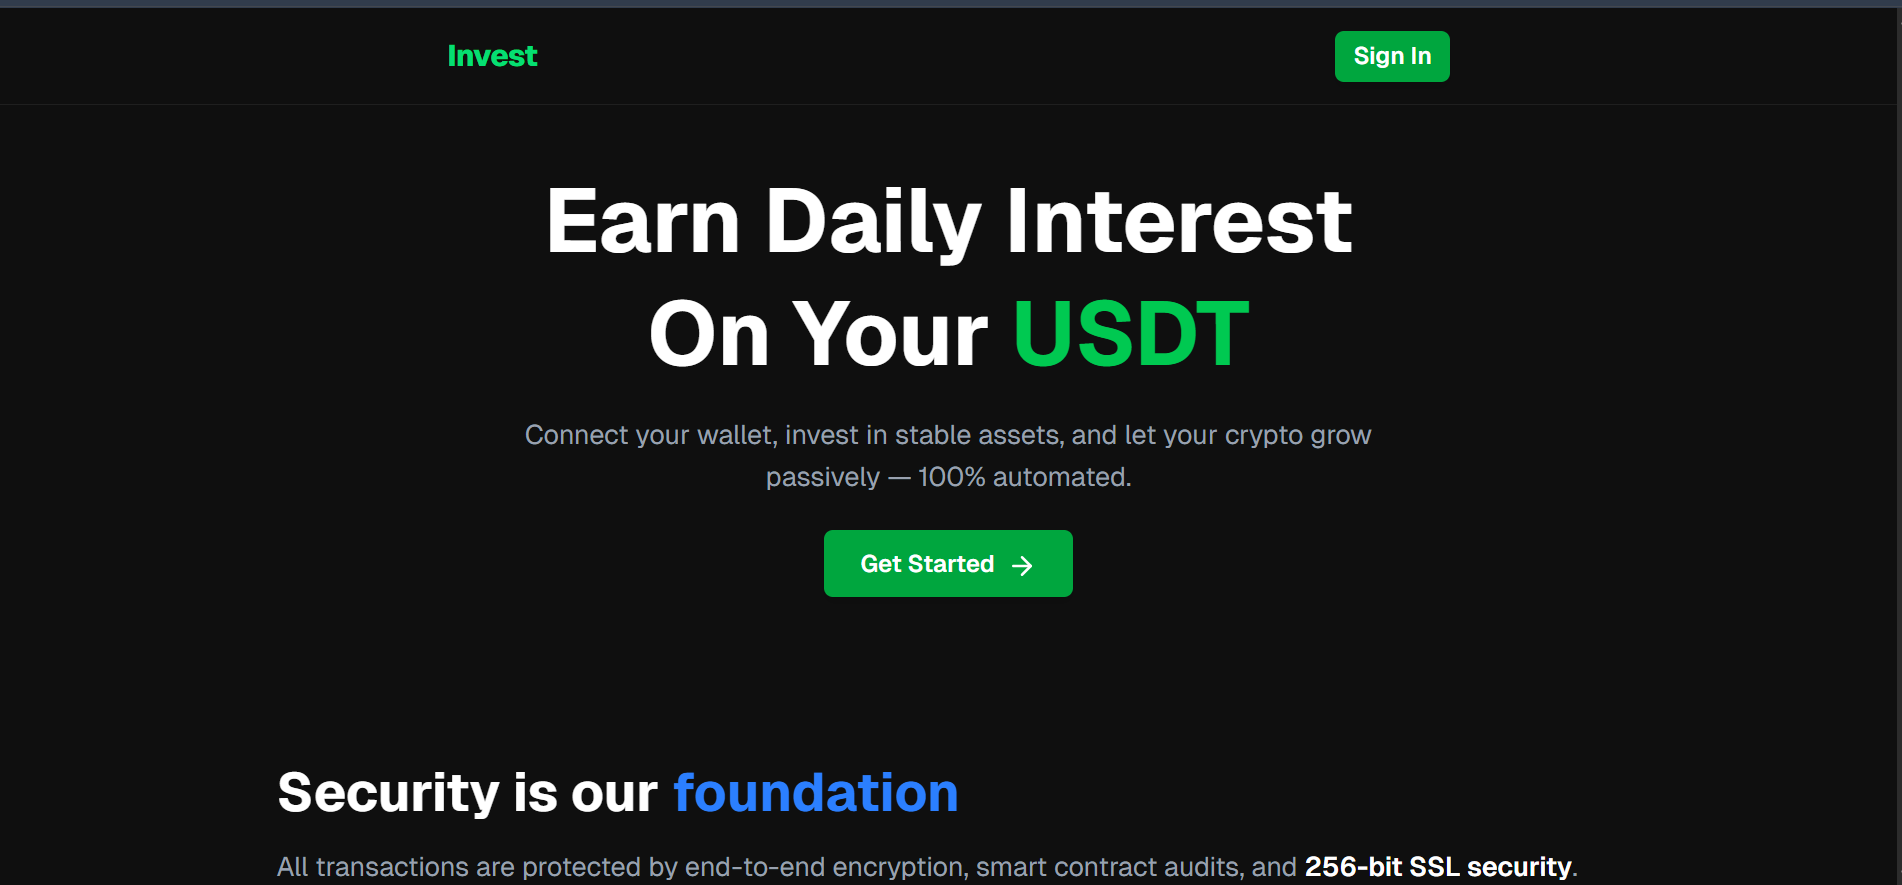 Invest
Sign In
Earn Daily Interest
On Your USDT
Connect your wallet, invest in stable assets, and let your crypto grow
passively — 100% automated.
Get Started →
Security is our foundation
All transactions are protected by end-to-end encryption, smart contract audits, and 256-bit SSL security.